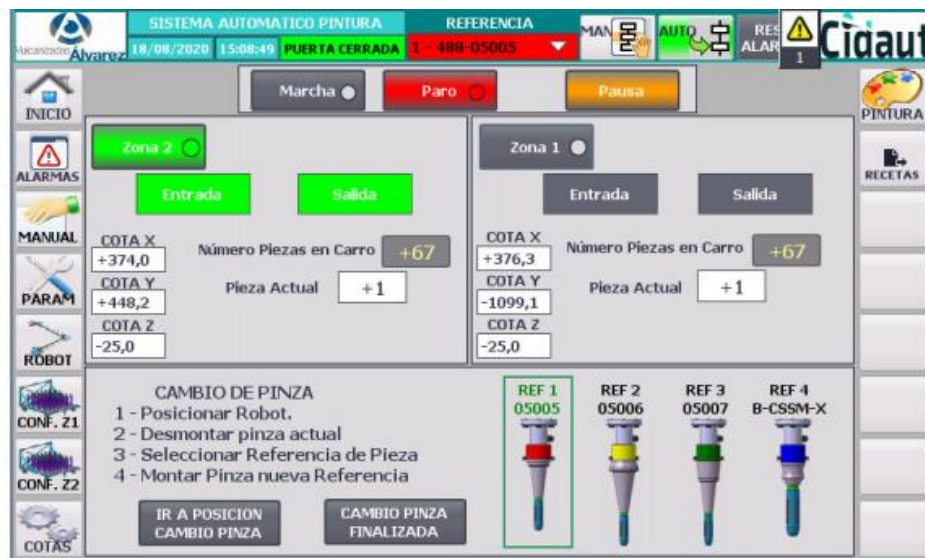 SISTEMA AUTOMATICO PINTURA
REFERENCIA
Álvarez
18/08/2020 15:08:49 PUERTA CERRADA 1 - 488-05005
MAN
AUTO
RES
ALAR
1
Cidaut
INICIO
Marcha
Paro
Pausa
PINTURA
ALARMAS
Zona 2
Zona 1
RECETAS
Entrada
Salida
Entrada
Salida
MANUAL
COTA X
+374,0
Número Piezas en Carro +67
COTA X
+376,3
Número Piezas en Carro +67
PARAM
COTA Y
+448,2
Pieza Actual +1
COTA Y
-1099,1
Pieza Actual +1
COTA Z
-25,0
COTA Z
-25,0
ROBOT
CONF. Z1
CONF. Z2
COTAS
CAMBIO DE PINZA
1 - Posicionar Robot.
2 - Desmontar pinza actual
3 - Seleccionar Referencia de Pieza
4 - Montar Pinza nueva Referencia
IR A POSICION
CAMBIO PINZA
CAMBIO PINZA
FINALIZADA
REF 1
05005
REF 2
05006
REF 3
05007
REF 4
B-CSSM-X